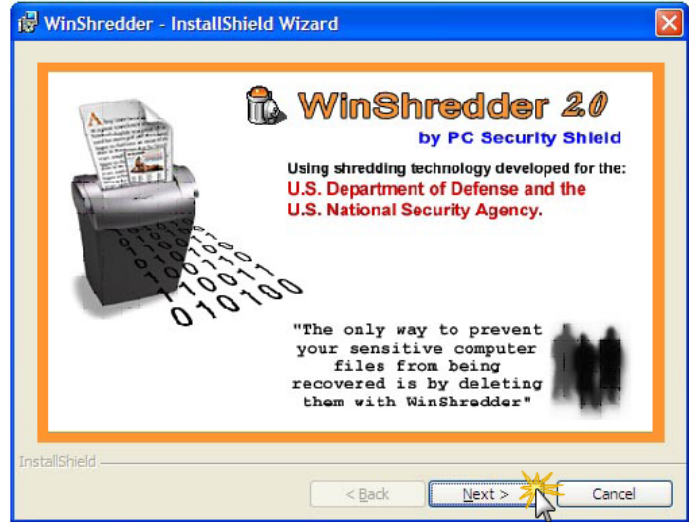 WinShredder - InstallShield Wizard
WinShredder 2.0
by PC Security Shield
Using shredding technology developed for the:
U.S. Department of Defense and the
U.S. National Security Agency.
010100
"The only way to prevent
your sensitive computer
files from being
recovered is by deleting
them with WinShredder"
InstallShield
< Back
Next >
Cancel